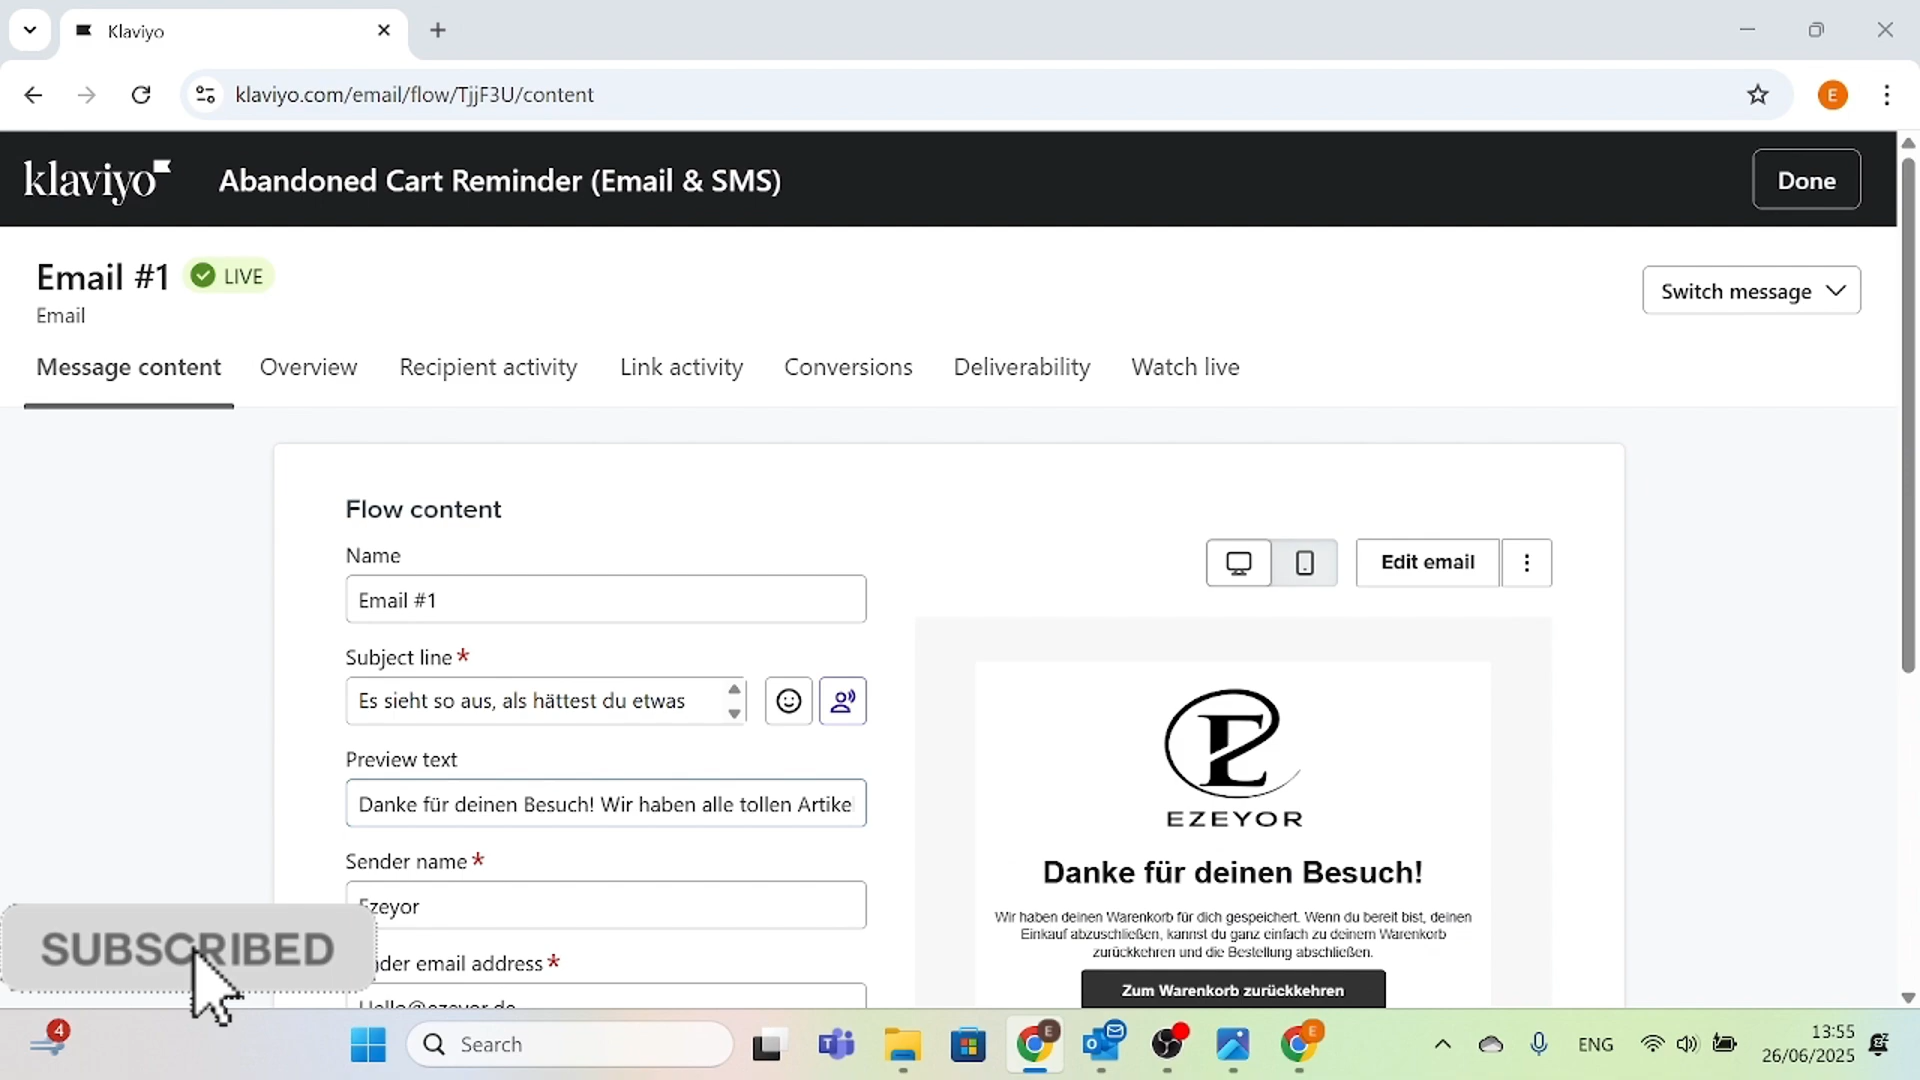 Klaviyo
klaviyo.com/email/flow/TjjF3U/content
E
klaviyo
Abandoned Cart Reminder (Email & SMS)
Done
Email #1
LIVE
Email
Switch message
Message content
Overview
Recipient activity
Link activity
Conversions
Deliverability
Watch live
Flow content
Name
Email #1
Edit email
Subject line *
Es sieht so aus, als hättest du etwas
Preview text
Danke für deinen Besuch! Wir haben alle tollen Artike
Sender name *
Ezeyor
SUBSCRIBED
email address *
Hello@ezeyor.de
EZEYOR
Danke für deinen Besuch!
Wir haben deinen Warenkorb für dich gespeichert. Wenn du bereit bist, deinen
Einkauf abzuschließen, kannst du ganz einfach zu deinem Warenkorb
zurückkehren und die Bestellung abschließen.
Zum Warenkorb zurückkehren
4
Search
E
E
ENG
13:55
26/06/2025